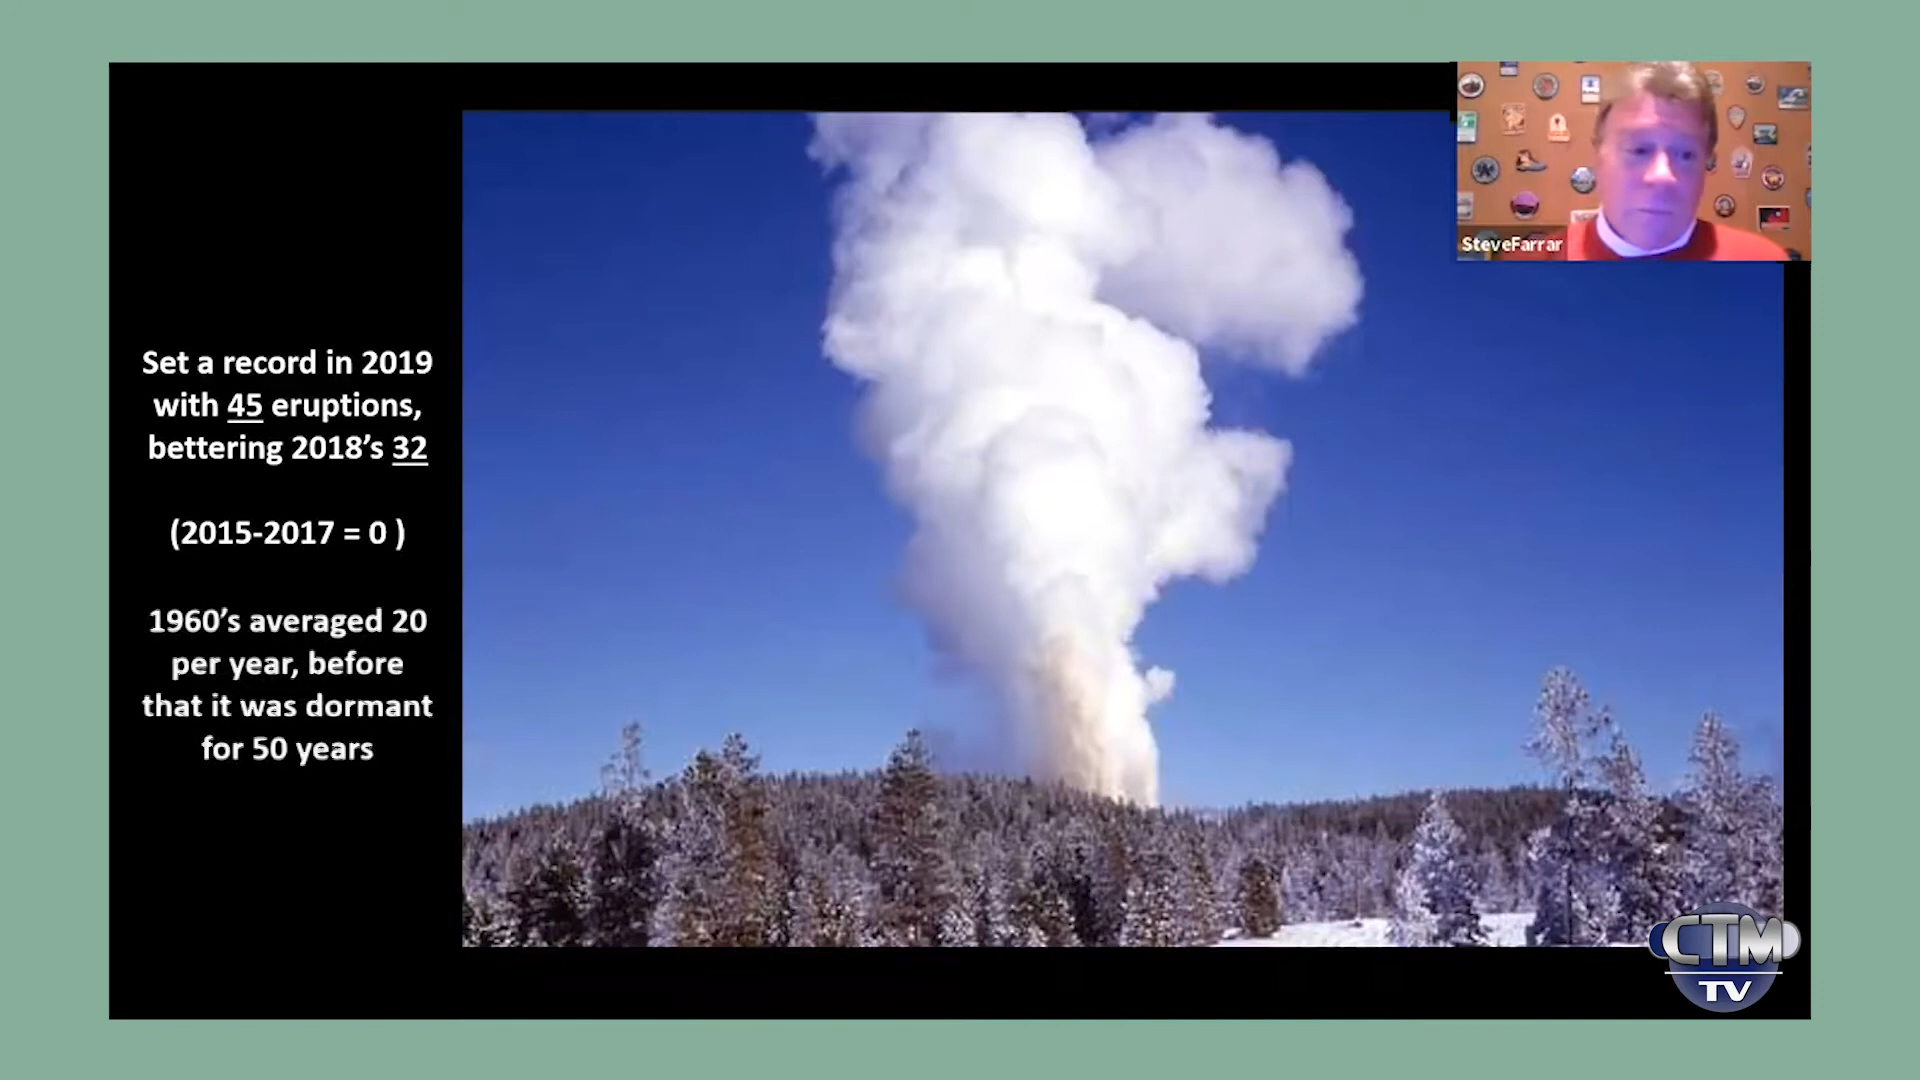 Set a record in 2019
with 45 eruptions,
bettering 2018's 32
(2015-2017 = 0 )
1960's averaged 20
per year, before
that it was dormant
for 50 years
SteveFarrar
CTM
TV